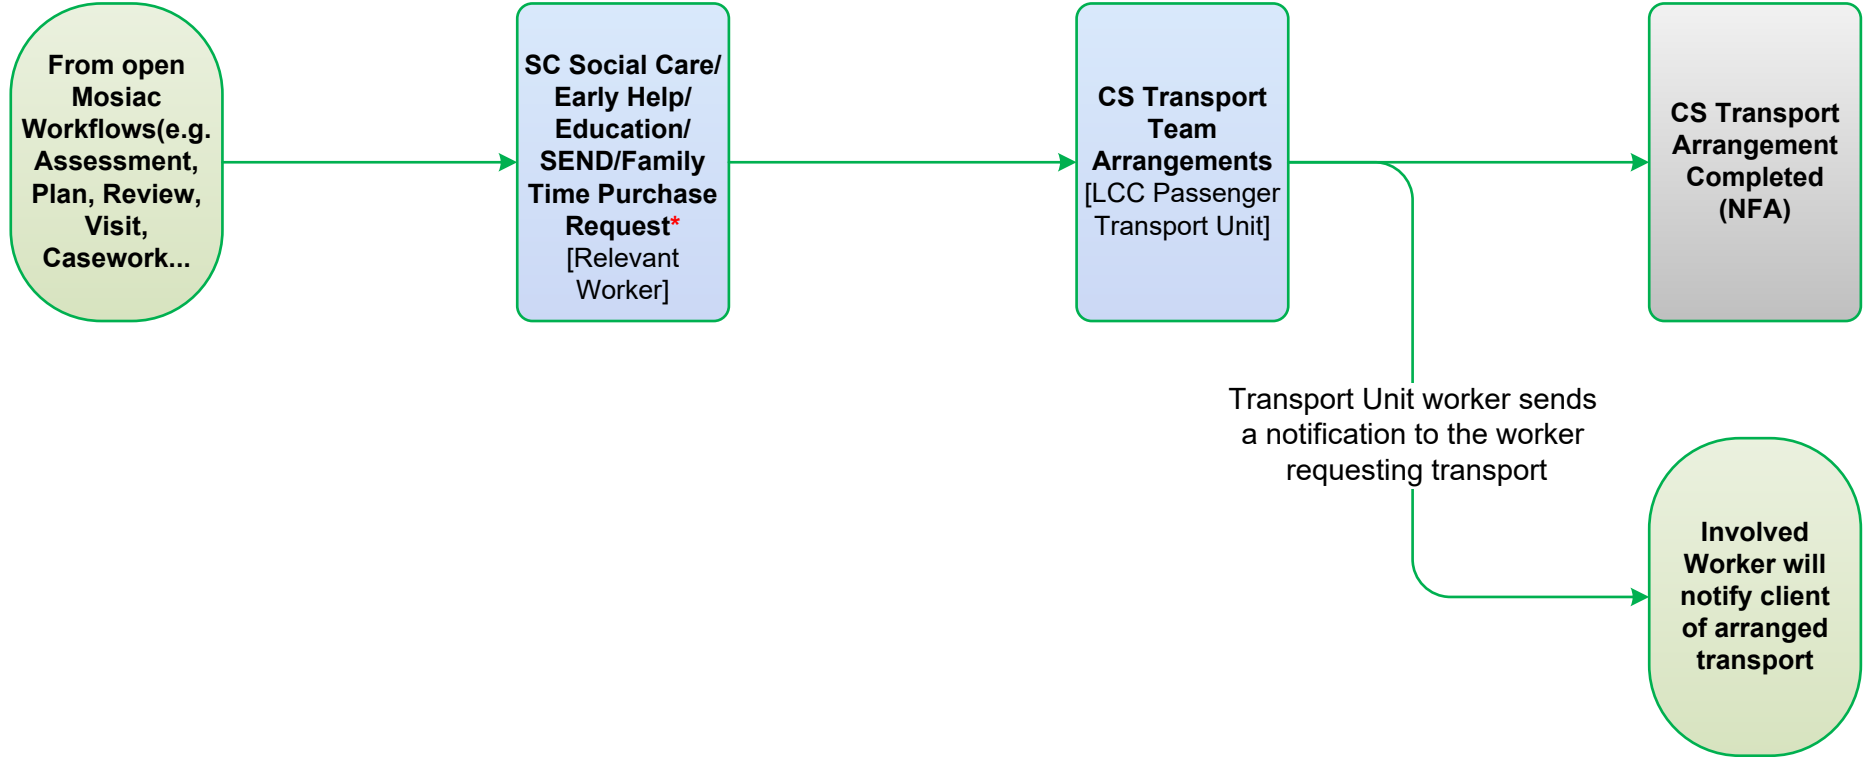 From open
Mosiac
Workflows(e.g.
Assessment,
Plan, Review,
Visit,
Casework...
SC Social Care/
Early Help/
Education/
SEND/Family
Time Purchase
Request*
[Relevant
Worker]
CS Transport
Team
Arrangements
[LCC Passenger
Transport Unit]
CS Transport
Arrangement
Completed
(NFA)
Transport Unit worker sends
a notification to the worker
requesting transport
Involved
Worker will
notify client
of arranged
transport